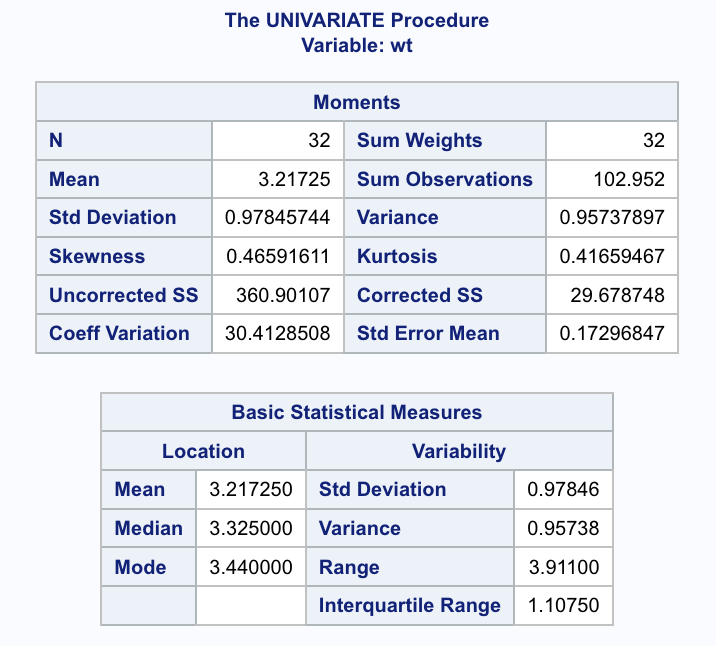 The UNIVARIATE Procedure
Variable: wt
Moments
N 32 Sum Weights 32
Mean 3.21725 Sum Observations 102.952
Std Deviation 0.97845744 Variance 0.95737897
Skewness 0.46591611 Kurtosis 0.41659467
Uncorrected SS 360.90107 Corrected SS 29.678748
Coeff Variation 30.4128508 Std Error Mean 0.17296847
Basic Statistical Measures
Location Variability
Mean 3.217250 Std Deviation 0.97846
Median 3.325000 Variance 0.95738
Mode 3.440000 Range 3.91100
Interquartile Range 1.10750